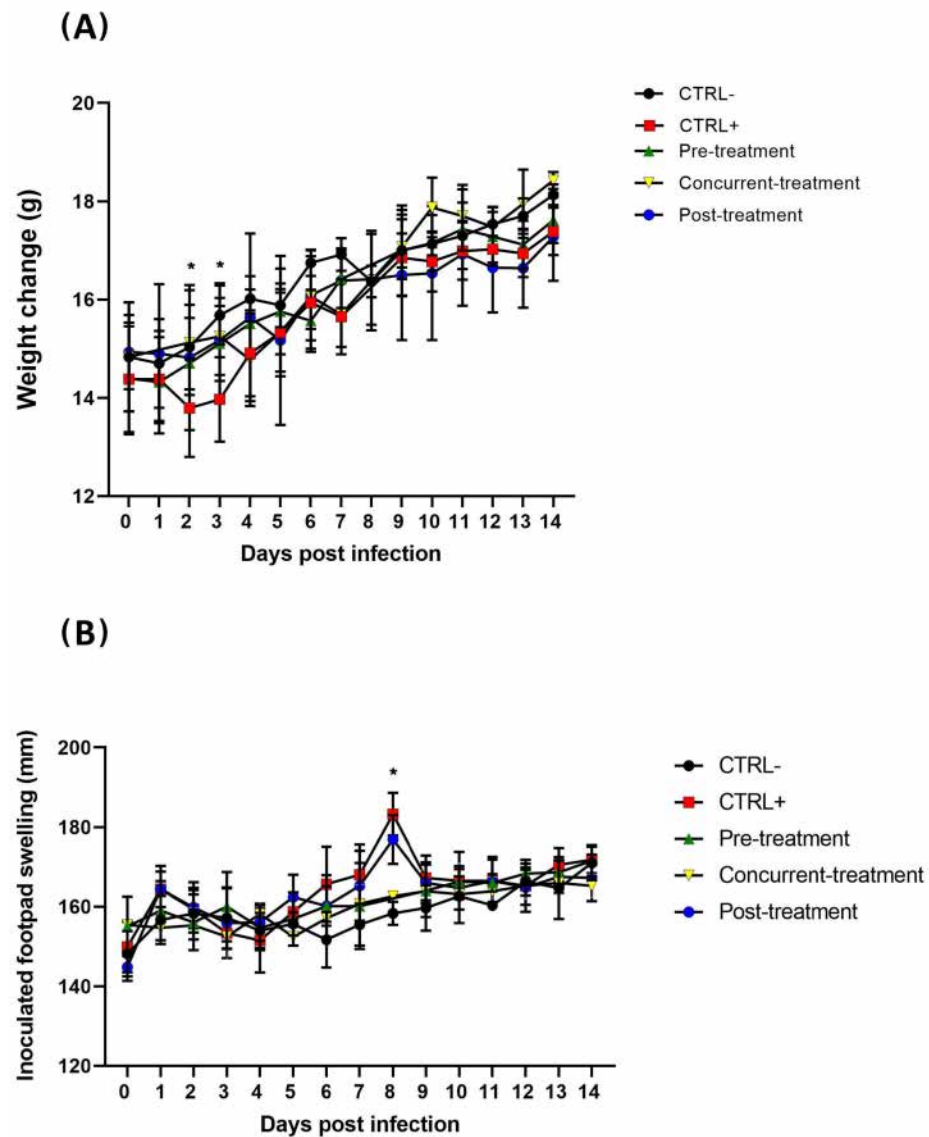 (A)
20
18
16
14
12
Weight change (g)
* *
0 1 2 3 4 5 6 7 8 9 10 11 12 13 14
Days post infection
CTRL-
CTRL+
Pre-treatment
Concurrent-treatment
Post-treatment
(B)
200
180
160
140
120
Inoculated footpad swelling (mm)
*
0 1 2 3 4 5 6 7 8 9 10 11 12 13 14
Days post infection
CTRL-
CTRL+
Pre-treatment
Concurrent-treatment
Post-treatment